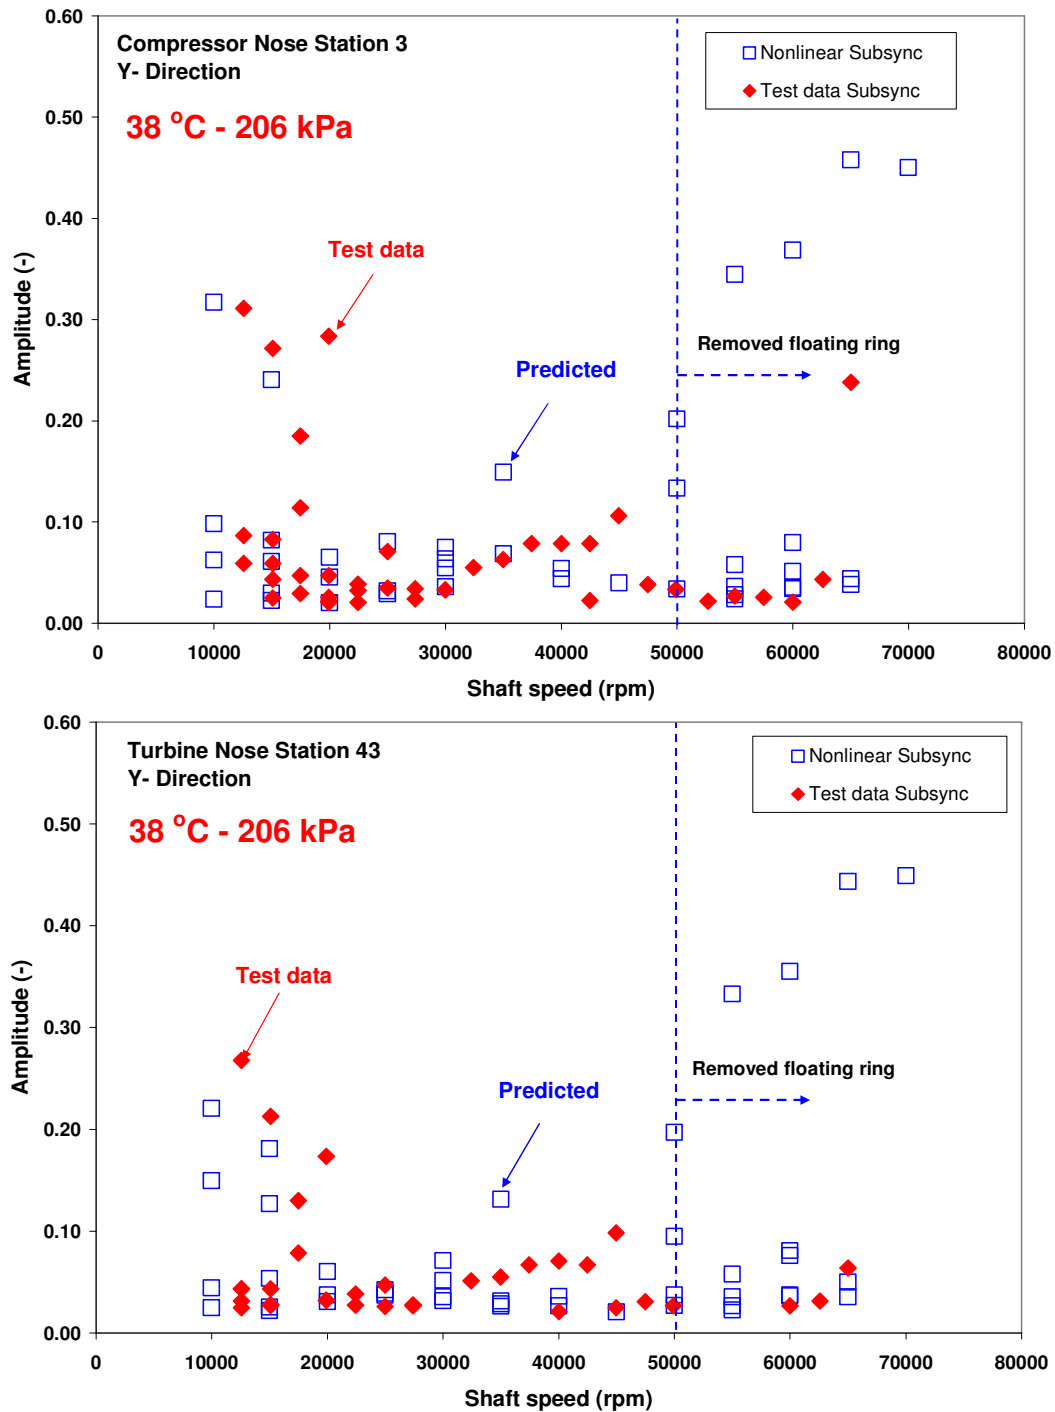 0.60
Compressor Nose Station 3
Y- Direction
Nonlinear Subsync
Test data Subsync
38 °C - 206 kPa
0.50
0.40
Test data
Amplitude (-)
0.30
Removed floating ring
Predicted
0.20
0.10
0.00
0 10000 20000 30000 40000 50000 60000 70000 80000
Shaft speed (rpm)
0.60
Turbine Nose Station 43
Y- Direction
Nonlinear Subsync
Test data Subsync
38 °C - 206 kPa
0.50
0.40
Test data
Amplitude (-)
0.30
Removed floating ring
Predicted
0.20
0.10
0.00
0 10000 20000 30000 40000 50000 60000 70000 80000
Shaft speed (rpm)